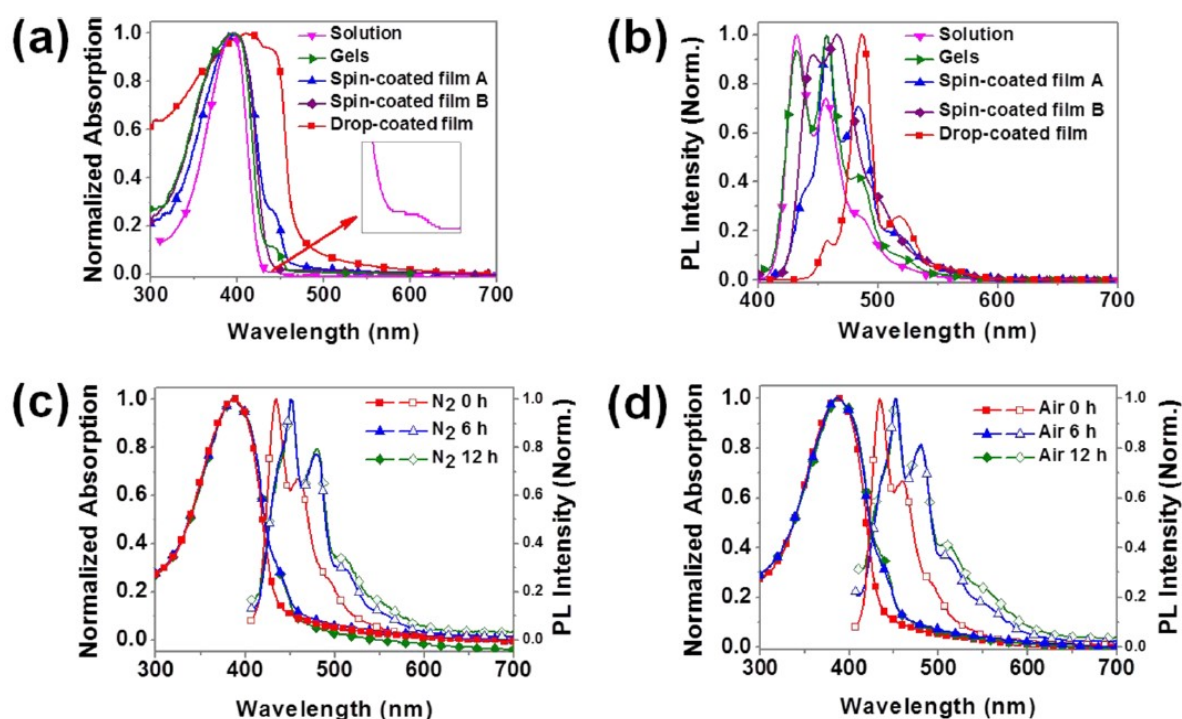 (a)
Normalized Absorption
1.0
0.8
0.6
0.4
0.2
0.0
Solution
Gels
Spin-coated film A
Spin-coated film B
Drop-coated film
300 400 500 600 700
Wavelength (nm)
(b)
PL Intensity (Norm.)
1.0
0.8
0.6
0.4
0.2
0.0
Solution
Gels
Spin-coated film A
Spin-coated film B
Drop-coated film
400 500 600 700
Wavelength (nm)
(c)
Normalized Absorption
1.0
0.8
0.6
0.4
0.2
0.0
N2 0 h
N2 6 h
N2 12 h
1.0
0.8
0.6
0.4
0.2
0.0
PL Intensity (Norm.)
300 400 500 600 700
Wavelength (nm)
(d)
Normalized Absorption
1.0
0.8
0.6
0.4
0.2
0.0
Air 0 h
Air 6 h
Air 12 h
1.0
0.8
0.6
0.4
0.2
0.0
PL Intensity (Norm.)
300 400 500 600 700
Wavelength (nm)